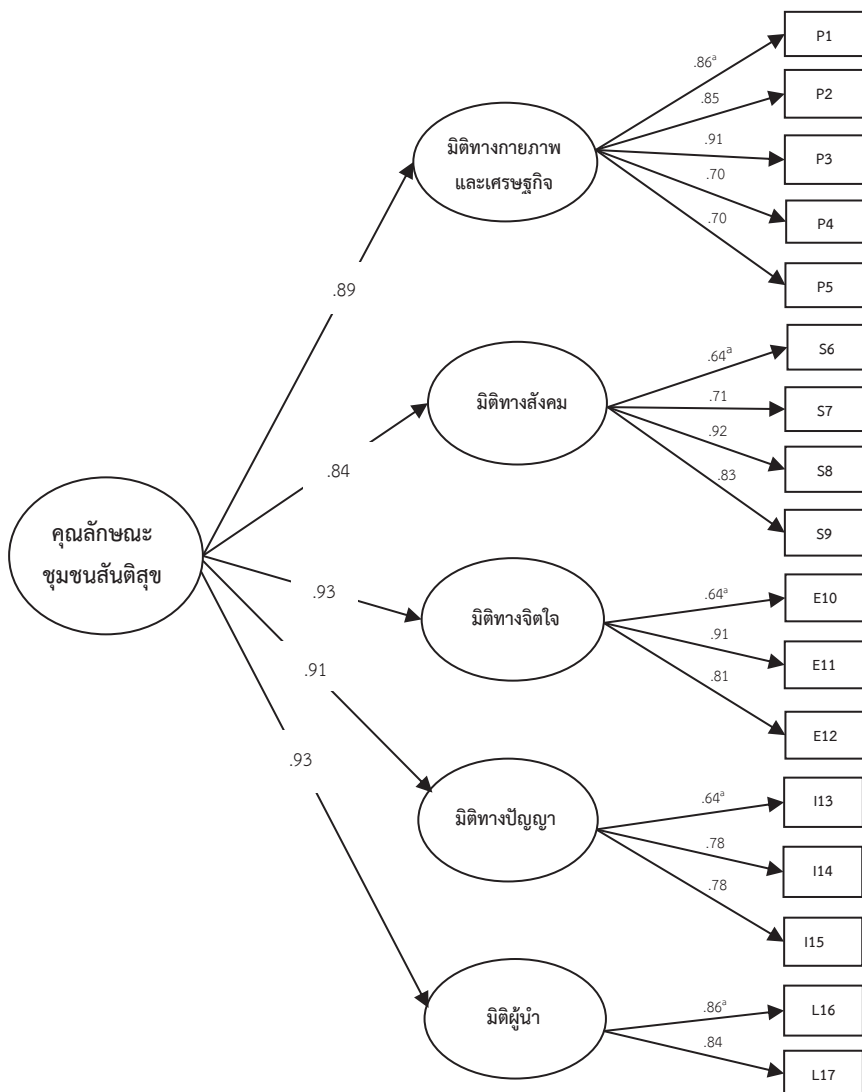 คุณลักษณะ
ชุมชนสันติสุข
.89
.84
.93
.91
.93
มิติทางกายภาพ
และเศรษฐกิจ
.86a
.85
.91
.70
.70
P1
P2
P3
P4
P5
มิติทางสังคม
.64a
.71
.92
.83
S6
S7
S8
S9
มิติทางจิตใจ
.64a
.91
.81
E10
E11
E12
มิติทางปัญญา
.64a
.78
.78
I13
I14
I15
มิติผู้นำ
.86a
.84
L16
L17